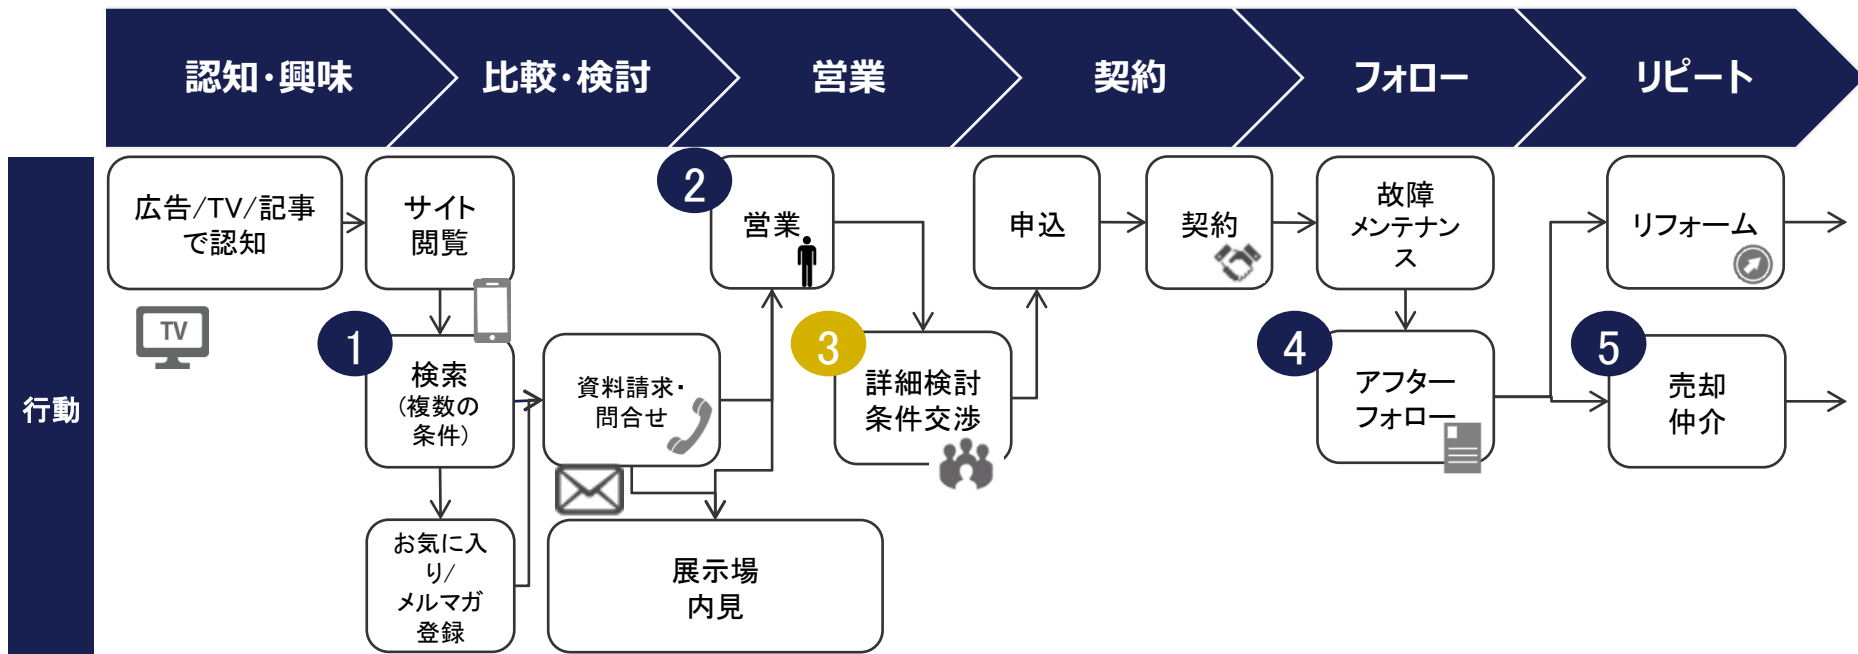 認知・興味
比較・検討
営業
契約
フォロー
リピート
行動
広告/TV/記事
で認知
TV
サイト
閲覧
1
検索
(複数の
条件)
お気に入
り/
メルマガ
登録
資料請求・
問合せ
展示場
内見
2
営業
3
詳細検討
条件交渉
申込
契約
故障
メンテナン
ス
4
アフター
フォロー
リフォーム
5
売却
仲介